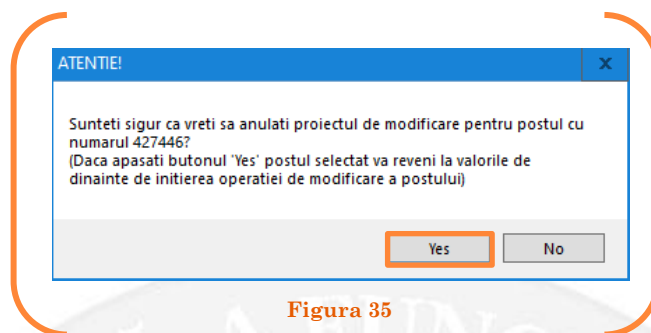 ATENTIE!
x
Sunteti sigur ca vreti sa anulati proiectul de modificare pentru postul cu
numarul 427446?
(Daca apasati butonul 'Yes' postul selectat va reveni la valorile de
dinainte de initierea operatiei de modificare a postului)
Yes
No
Figura 35